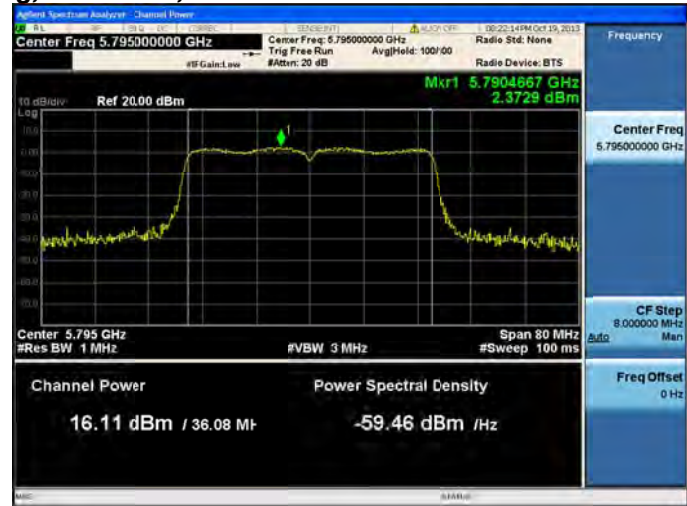 Agilent Spectrum Analyzer - Channel Power
Center Freq 5.795000000 GHz
#IFGain:Low
Center Freq: 5.795000000 GHz
Trig Free Run Avg|Hold: 100/:00
#Atten: 20 dB
Radio Std: None
Radio Device: BTS
Frequency
Mkr1 5.7904667 GHz
2.3729 dBm
10 dB/div Ref 20.00 dBm
Log
1
Center Freq
5.795000000 GHz
CF Step
8.000000 MHz
Auto Man
Center 5.795 GHz
Span 80 MHz
#Res BW 1 MHz
#VBW 3 MHz
#Sweep 100 ms
Freq Offset
0 Hz
Channel Power
Power Spectral Density
16.11 dBm / 36.08 MH
-59.46 dBm /Hz